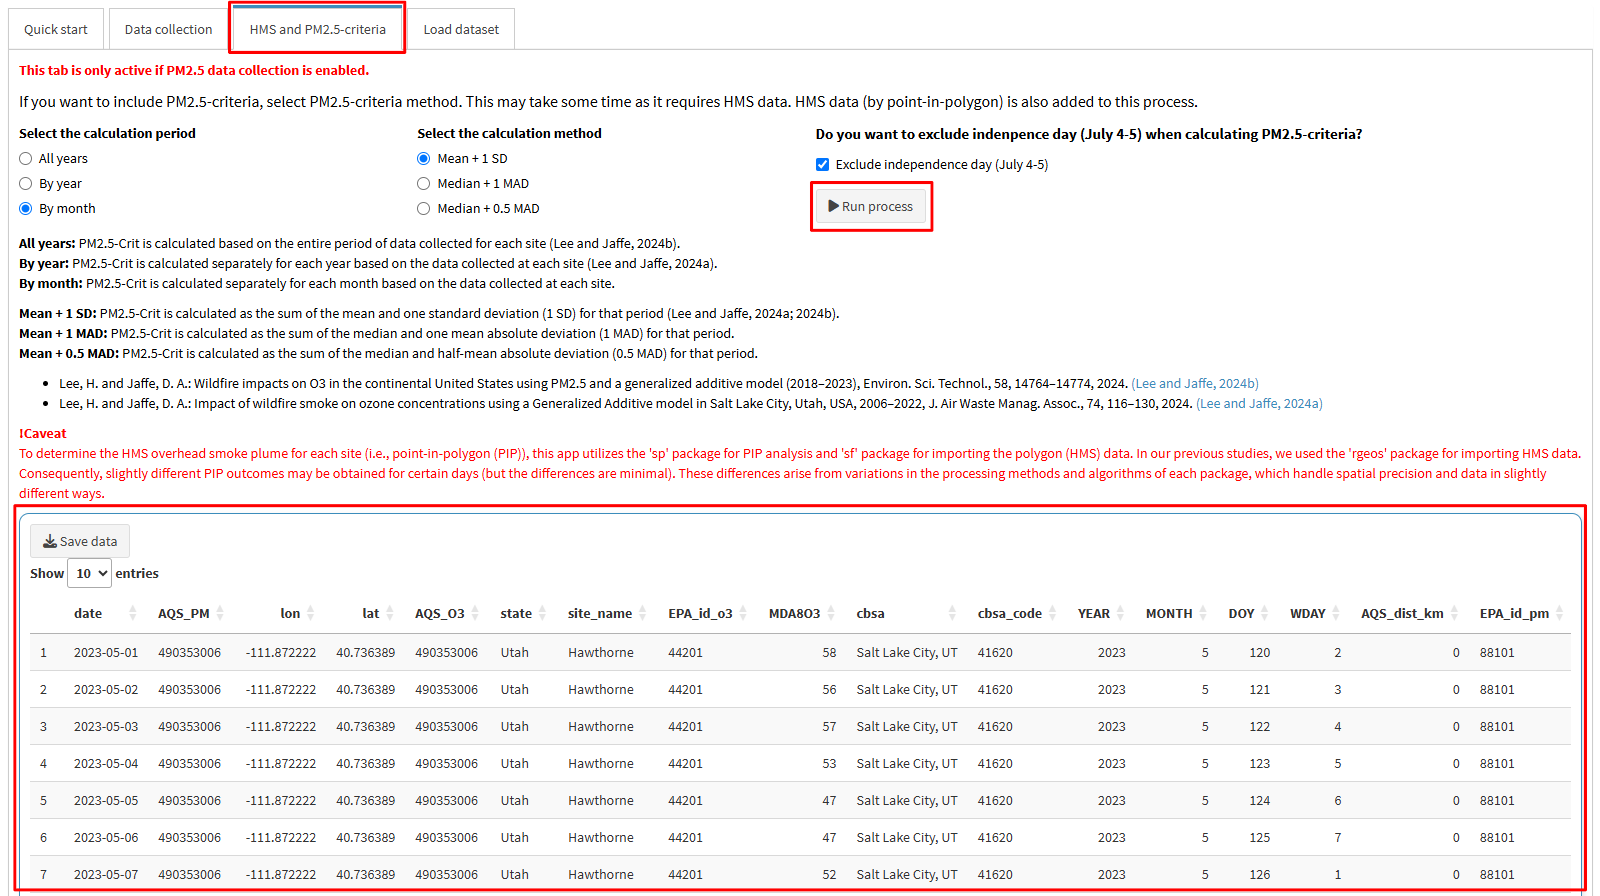 Quick start Data collection HMS and PM2.5-criteria Load dataset
This tab is only active if PM2.5 data collection is enabled.
If you want to include PM2.5-criteria, select PM2.5-criteria method. This may take some time as it requires HMS data. HMS data (by point-in-polygon) is also added to this process.
Select the calculation period Select the calculation method Do you want to exclude indenpence day (July 4-5) when calculating PM2.5-criteria?
All years Mean + 1 SD Exclude independence day (July 4-5)
By year Median + 1 MAD
By month Median + 0.5 MAD Run process
All years: PM2.5-Crit is calculated based on the entire period of data collected for each site (Lee and Jaffe, 2024b).
By year: PM2.5-Crit is calculated separately for each year based on the data collected at each site (Lee and Jaffe, 2024a).
By month: PM2.5-Crit is calculated separately for each month based on the data collected at each site.
Mean + 1 SD: PM2.5-Crit is calculated as the sum of the mean and one standard deviation (1 SD) for that period (Lee and Jaffe, 2024a; 2024b).
Mean + 1 MAD: PM2.5-Crit is calculated as the sum of the median and one mean absolute deviation (1 MAD) for that period.
Mean + 0.5 MAD: PM2.5-Crit is calculated as the sum of the median and half-mean absolute deviation (0.5 MAD) for that period.
• Lee, H. and Jaffe, D. A.: Wildfire impacts on O3 in the continental United States using PM2.5 and a generalized additive model (2018–2023), Environ. Sci. Technol., 58, 14764–14774, 2024. (Lee and Jaffe, 2024b)
• Lee, H. and Jaffe, D. A.: Impact of wildfire smoke on ozone concentrations using a Generalized Additive model in Salt Lake City, Utah, USA, 2006–2022, J. Air Waste Manag. Assoc., 74, 116–130, 2024. (Lee and Jaffe, 2024a)
!Caveat
To determine the HMS overhead smoke plume for each site (i.e., point-in-polygon (PIP)), this app utilizes the 'sp' package for PIP analysis and 'sf' package for importing the polygon (HMS) data. In our previous studies, we used the 'rgeos' package for importing HMS data.
Consequently, slightly different PIP outcomes may be obtained for certain days (but the differences are minimal). These differences arise from variations in the processing methods and algorithms of each package, which handle spatial precision and data in slightly
different ways.
Save data
Show 10 entries
date AQS_PM lon lat AQS_O3 state site_name EPA_id_o3 MDA8O3 cbsa cbsa_code YEAR MONTH DOY WDAY AQS_dist_km EPA_id_pm
1 2023-05-01 490353006 -111.872222 40.736389 490353006 Utah Hawthorne 44201 58 Salt Lake City, UT 41620 2023 5 120 2 0 88101
2 2023-05-02 490353006 -111.872222 40.736389 490353006 Utah Hawthorne 44201 56 Salt Lake City, UT 41620 2023 5 121 3 0 88101
3 2023-05-03 490353006 -111.872222 40.736389 490353006 Utah Hawthorne 44201 57 Salt Lake City, UT 41620 2023 5 122 4 0 88101
4 2023-05-04 490353006 -111.872222 40.736389 490353006 Utah Hawthorne 44201 53 Salt Lake City, UT 41620 2023 5 123 5 0 88101
5 2023-05-05 490353006 -111.872222 40.736389 490353006 Utah Hawthorne 44201 47 Salt Lake City, UT 41620 2023 5 124 6 0 88101
6 2023-05-06 490353006 -111.872222 40.736389 490353006 Utah Hawthorne 44201 47 Salt Lake City, UT 41620 2023 5 125 7 0 88101
7 2023-05-07 490353006 -111.872222 40.736389 490353006 Utah Hawthorne 44201 52 Salt Lake City, UT 41620 2023 5 126 1 0 88101